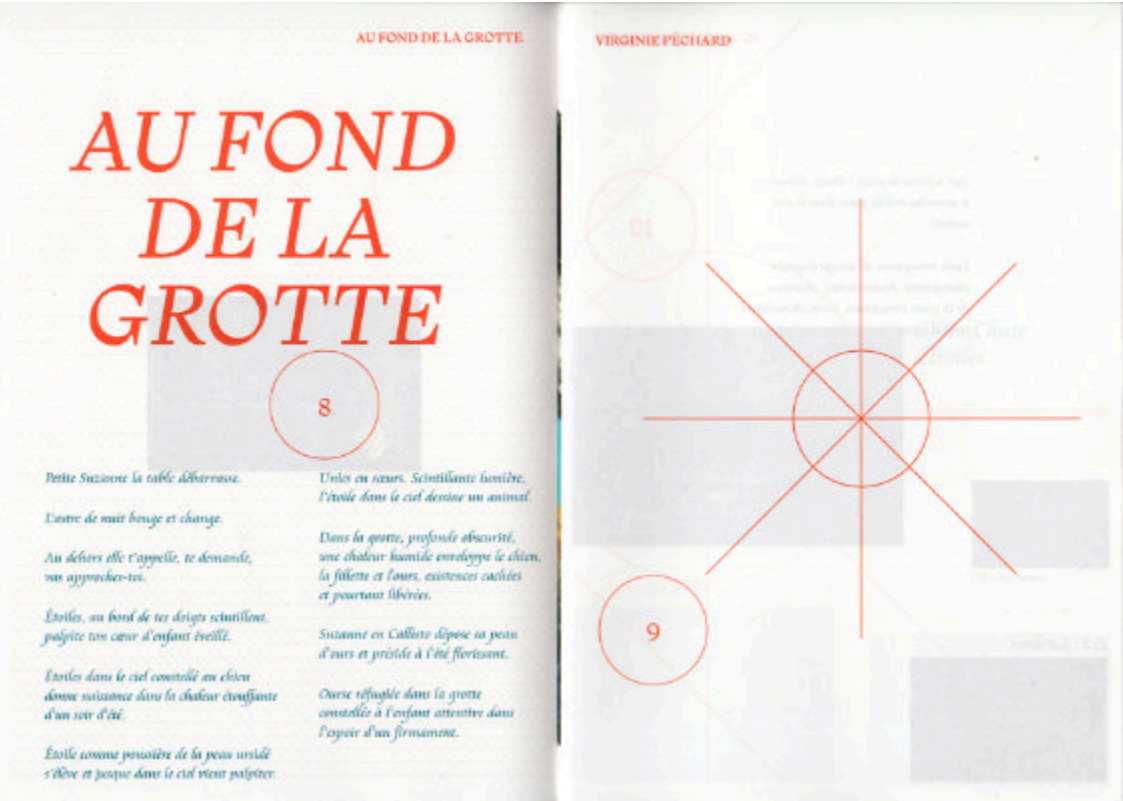 AU FOND DE LA GROTTE
AU FOND
DE LA
GROTTE
8
Petite Suzanne la table débarrasse.
L'astre de nuit bouge et change.
Au dehors elle t'appelle, te demande,
vas approcher-toi.
Étoiles, au bord de tes doigts scintillent,
palpite ton cœur d'enfant éveillé.
Étoiles dans le ciel constellé au chien
donne naissance dans la chaleur étouffante
d'un soir d'été.
Étoile comme poussière de la peau ursidé
s'élève et jusque dans le ciel vient palpiter.
Unies en sœurs. Scintillante lumière,
l'étoile dans le ciel dessine un animal.
Dans la grotte, profonde obscurité,
une chaleur humide enveloppe le chien,
la fillette et l'ours, existences cachées
et pourtant libérées.
Suzanne en Callisto dépose sa peau
d'ours et préside à l'été florissant.
Ourse réfugiée dans la grotte
constellée à l'enfant attentive dans
l'espoir d'un firmament.
VIRGINIE PÉCHARD
9